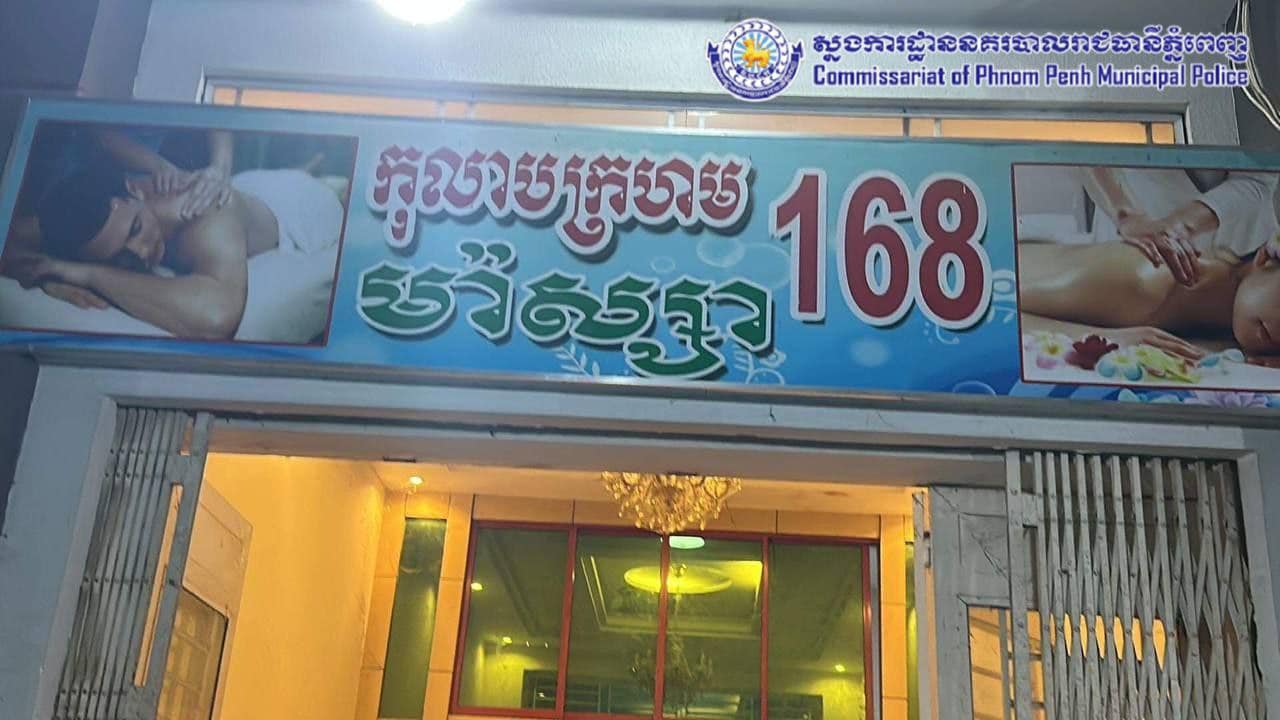 ស្នងការដ្ឋាននគរបាលរាជធានីភ្នំពេញ
Commissariat of Phnom Penh Municipal Police
កុលាបក្រហម 168
ម៉ាស្សា